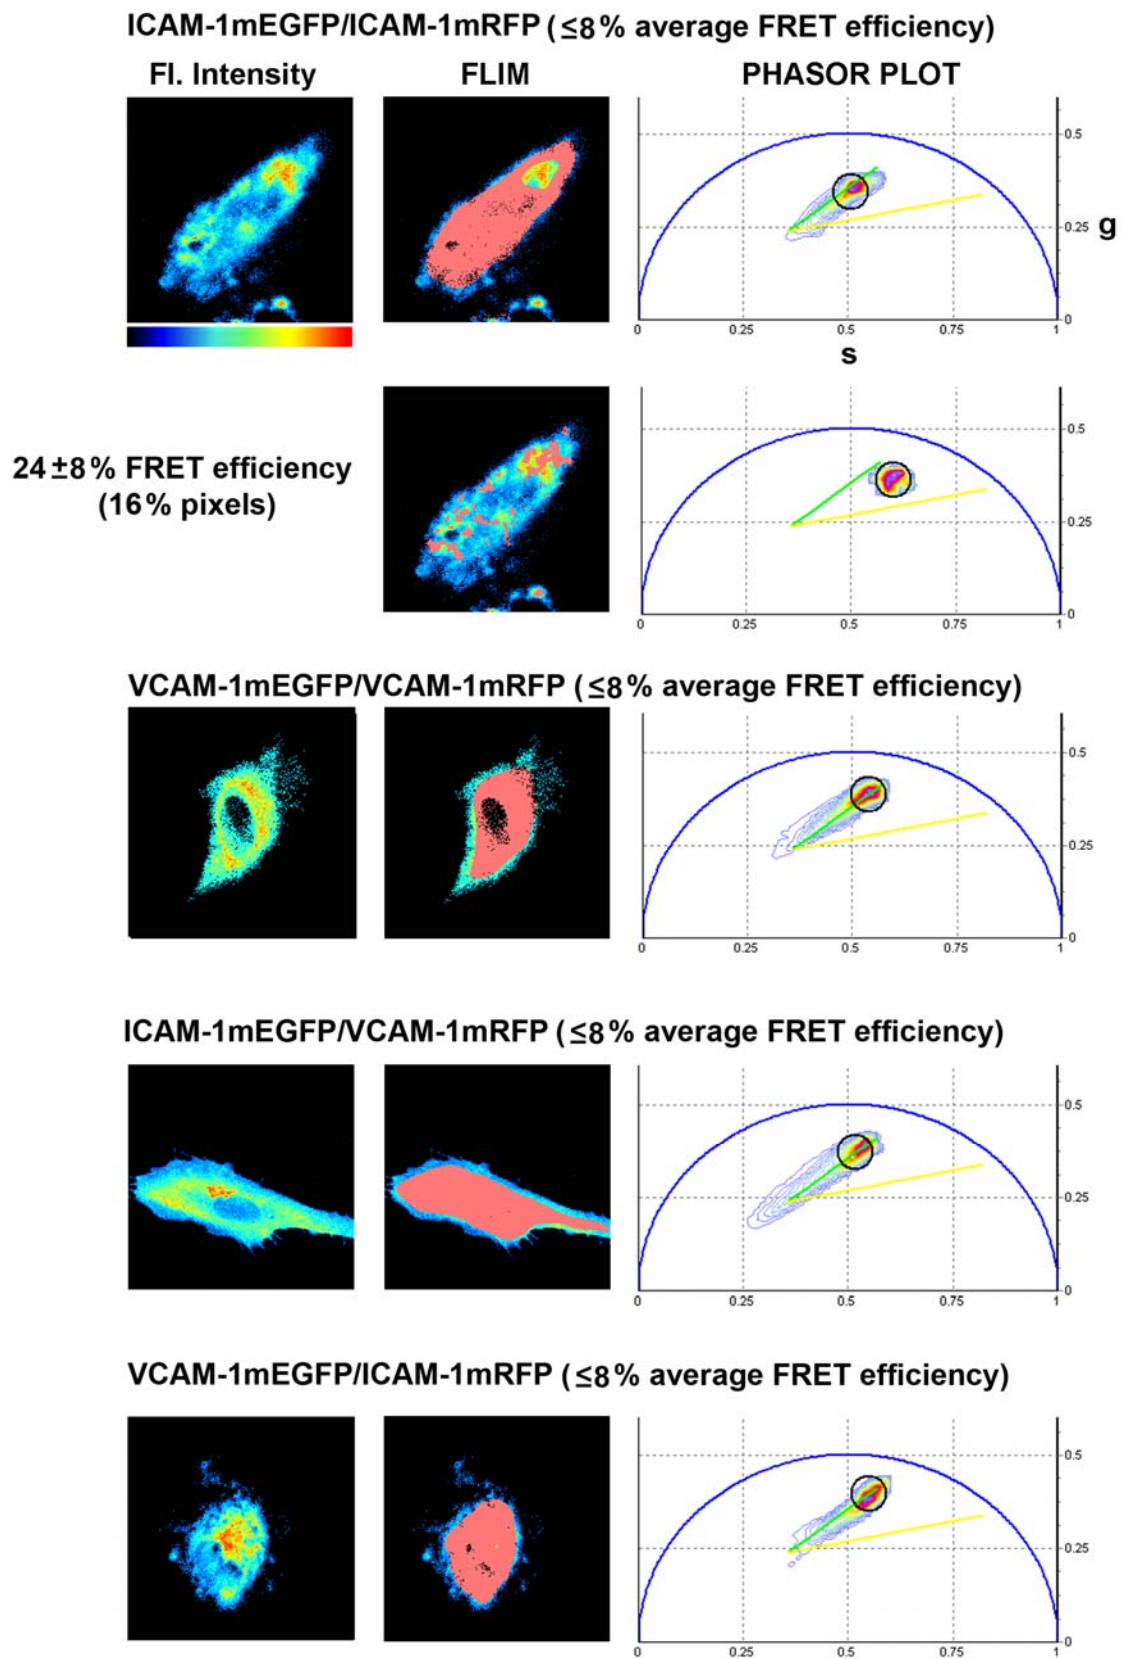 ICAM-1mEGFP/ICAM-1mRFP (≤8% average FRET efficiency)
Fl. Intensity FLIM PHASOR PLOT
0.5
0.25 g
0
0 0.25 0.5 0.75 1
s
24±8% FRET efficiency
(16% pixels)
0.5
0.25
0
0 0.25 0.5 0.75 1
VCAM-1mEGFP/VCAM-1mRFP (≤8% average FRET efficiency)
0.5
0.25
0
0 0.25 0.5 0.75 1
ICAM-1mEGFP/VCAM-1mRFP (≤8% average FRET efficiency)
0.5
0.25
0
0 0.25 0.5 0.75 1
VCAM-1mEGFP/ICAM-1mRFP (≤8% average FRET efficiency)
0.5
0.25
0
0 0.25 0.5 0.75 1